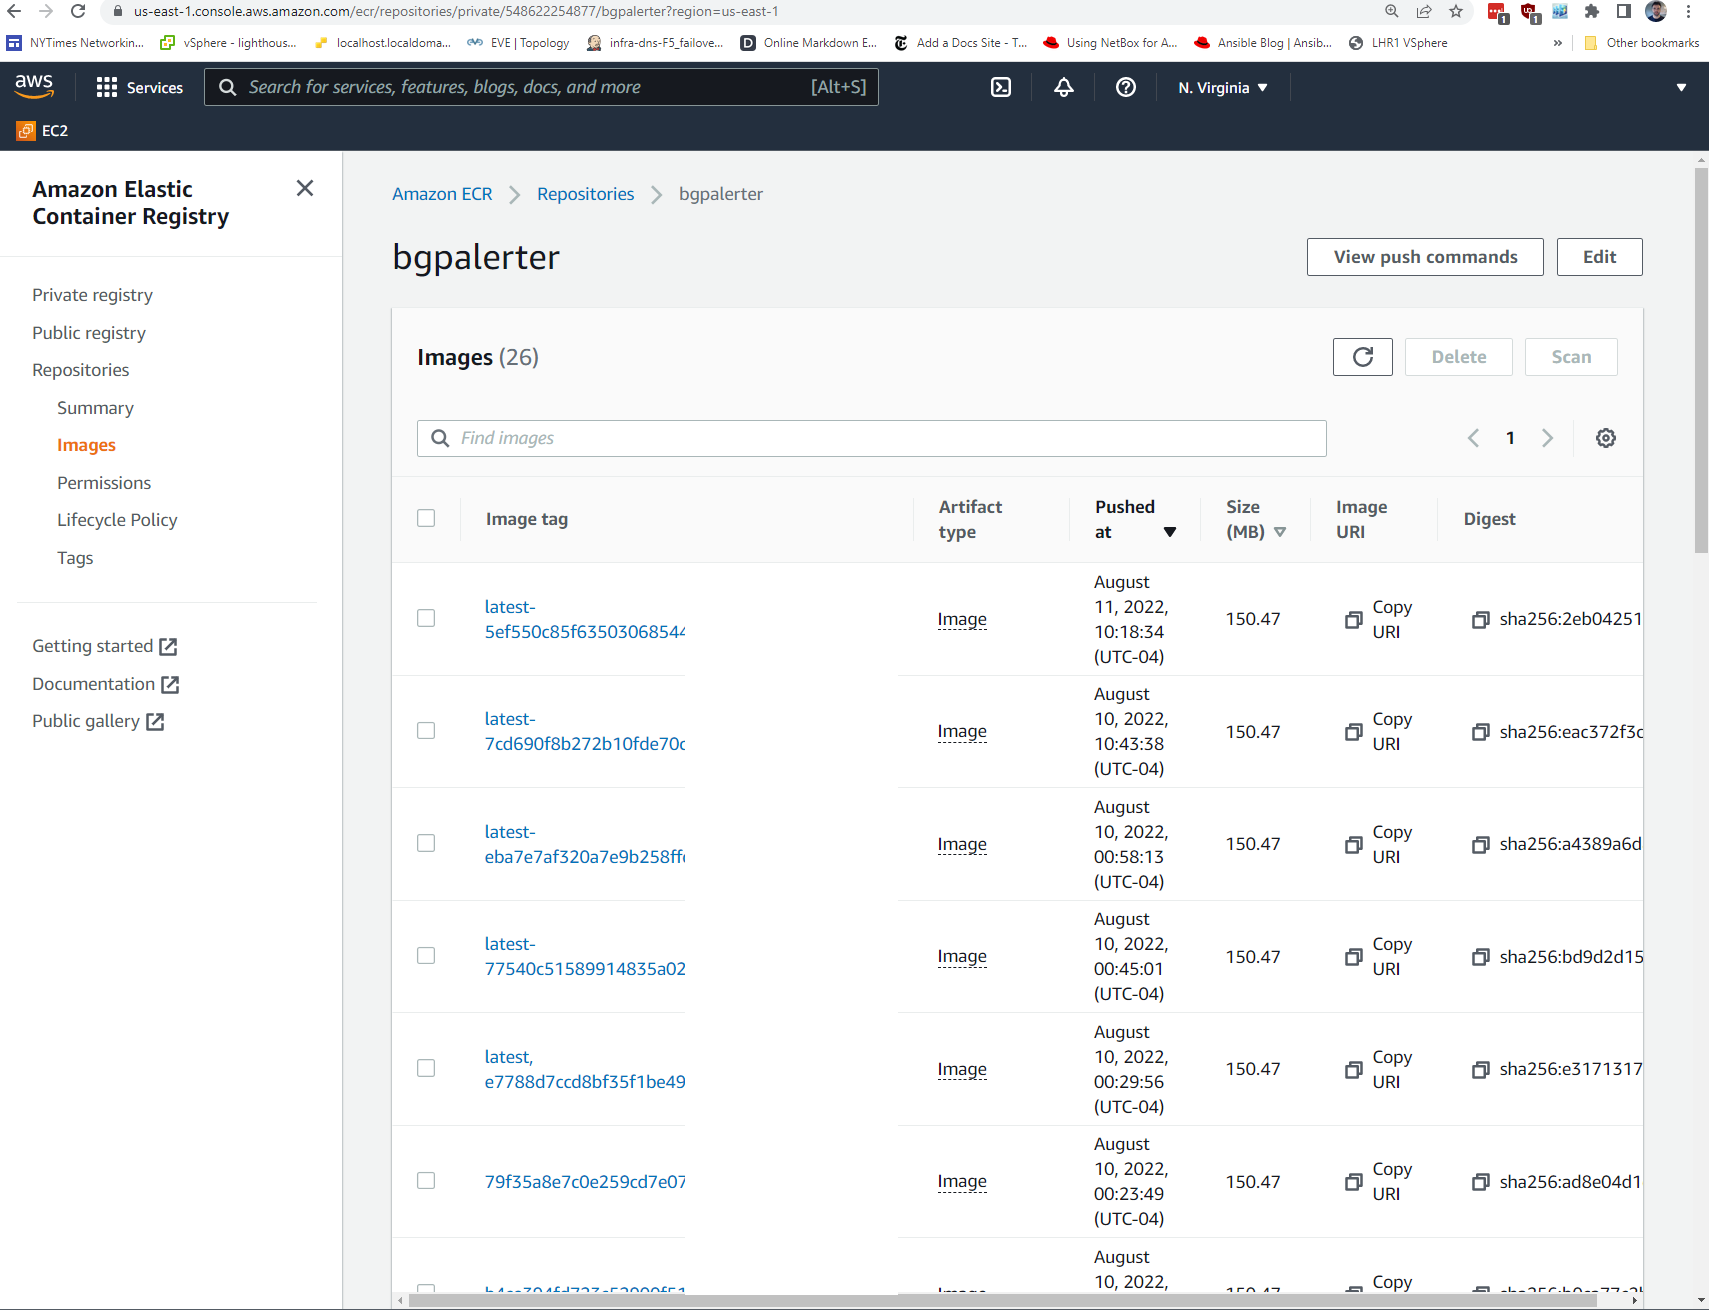 us-east-1.console.aws.amazon.com/ecr/repositories/private/548622254877/bgpalerter?region=us-east-1
NYTimes Networkin... vSphere - lighthous... localhost.localdoma... EVE | Topology infra-dns-F5_failove... Online Markdown E... Add a Docs Site - T... Using NetBox for A... Ansible Blog | Ansib... LHR1 VSphere » Other bookmarks
aws Services Search for services, features, blogs, docs, and more [Alt+S] N. Virginia
EC2
Amazon Elastic
Container Registry
Private registry
Public registry
Repositories
Summary
Images
Permissions
Lifecycle Policy
Tags
Getting started
Documentation
Public gallery
Amazon ECR Repositories bgpalerter
bgpalerter
View push commands Edit
Images (26)
Delete Scan
Find images
1
Image tag Artifact type Pushed at Size (MB) Image URI Digest
latest-
5ef550c85f63503068544 Image August 11, 2022, 10:18:34 (UTC-04) 150.47 Copy URI sha256:2eb04251
latest-
7cd690f8b272b10fde70c Image August 10, 2022, 10:43:38 (UTC-04) 150.47 Copy URI sha256:eac372f3c
latest-
eba7e7af320a7e9b258ff Image August 10, 2022, 00:58:13 (UTC-04) 150.47 Copy URI sha256:a4389a6d
latest-
77540c51589914835a02 Image August 10, 2022, 00:45:01 (UTC-04) 150.47 Copy URI sha256:bd9d2d15
latest,
e7788d7ccd8bf35f1be49 Image August 10, 2022, 00:29:56 (UTC-04) 150.47 Copy URI sha256:e3171317
79f35a8e7c0e259cd7e07 Image August 10, 2022, 00:23:49 (UTC-04) 150.47 Copy URI sha256:ad8e04d1
August 10, 2022, Copy